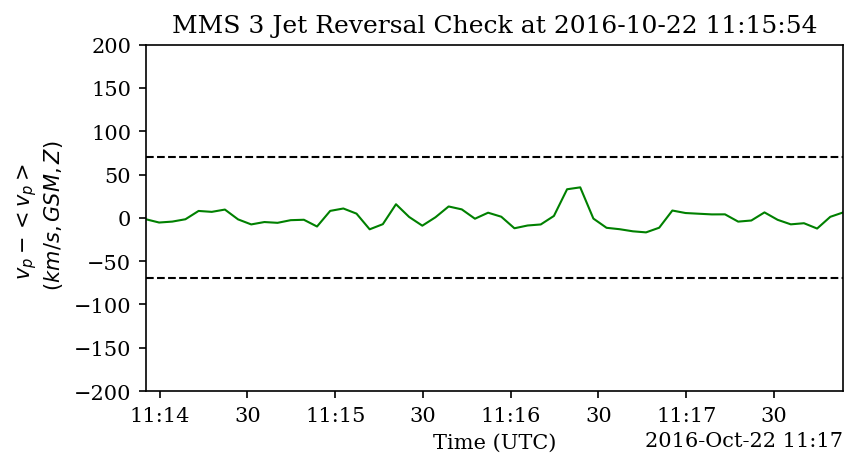 MMS 3 Jet Reversal Check at 2016-10-22 11:15:54
200
150
100
50
0
−50
−100
−150
−200
v_p − < v_p >
(km/s, GSM, Z)
11:14 30 11:15 30 11:16 30 11:17 30
Time (UTC)
2016-Oct-22 11:17